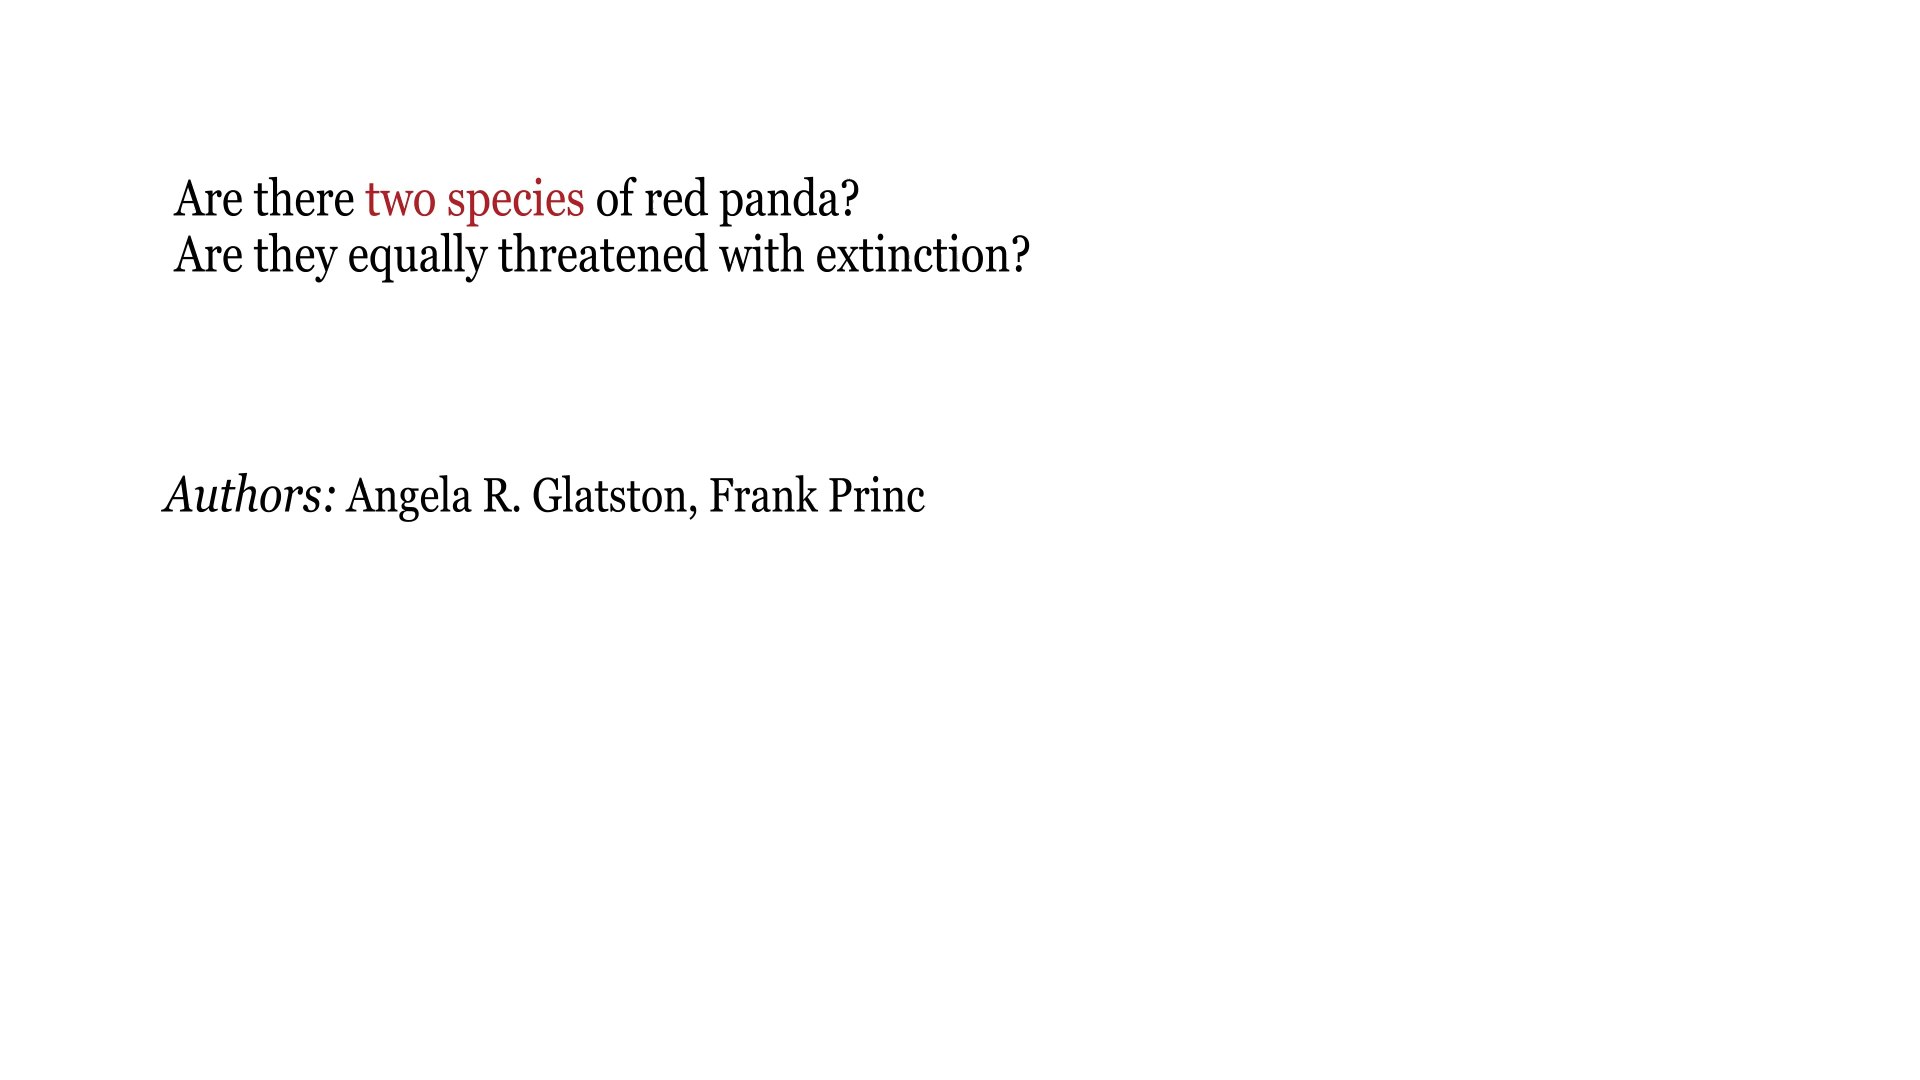 Are there two species of red panda?
Are they equally threatened with extinction?
Authors: Angela R. Glatston, Frank Princ